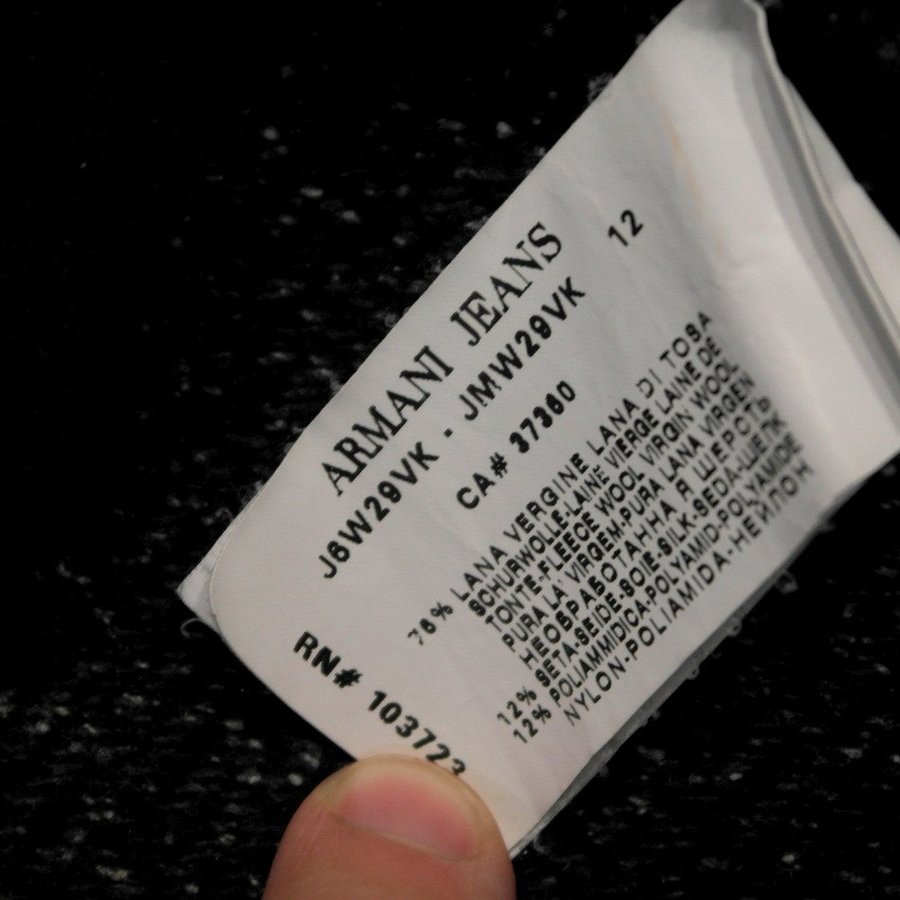 ARMANI JEANS
12
J6W29VK - JMW29VK
CA# 37360
76% LANA VERGINE LANA DI TOSA
SCHURWOLLE-LAINE VIERGE LAINE DE
TONTE-FLEECE WOOL VIRGIN WOOL
PURA LA VIRGEM-PURA LANA VIRGEN
НЕОБРАБОТАННА Я ШЕРСТЬ
12% SETA-SEIDE-SOIE-SILK-SEDA-ШЕЛК
12% POLIAMMIDICA-POLYAMID-POLYAMIDE
NYLON-POLIAMIDA-НЕЙЛОН
RN# 103723